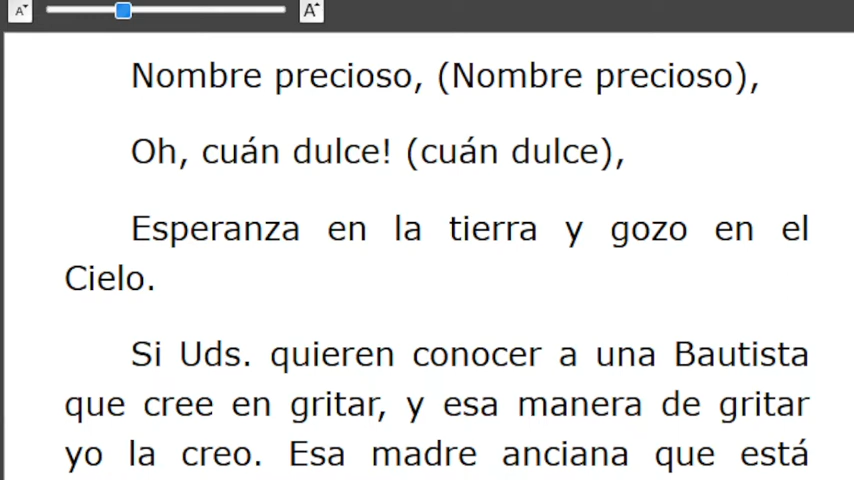 A A
Nombre precioso, (Nombre precioso),
Oh, cuán dulce! (cuán dulce),
Esperanza en la tierra y gozo en el
Cielo.
Si Uds. quieren conocer a una Bautista
que cree en gritar, y esa manera de gritar
yo la creo. Esa madre anciana que está